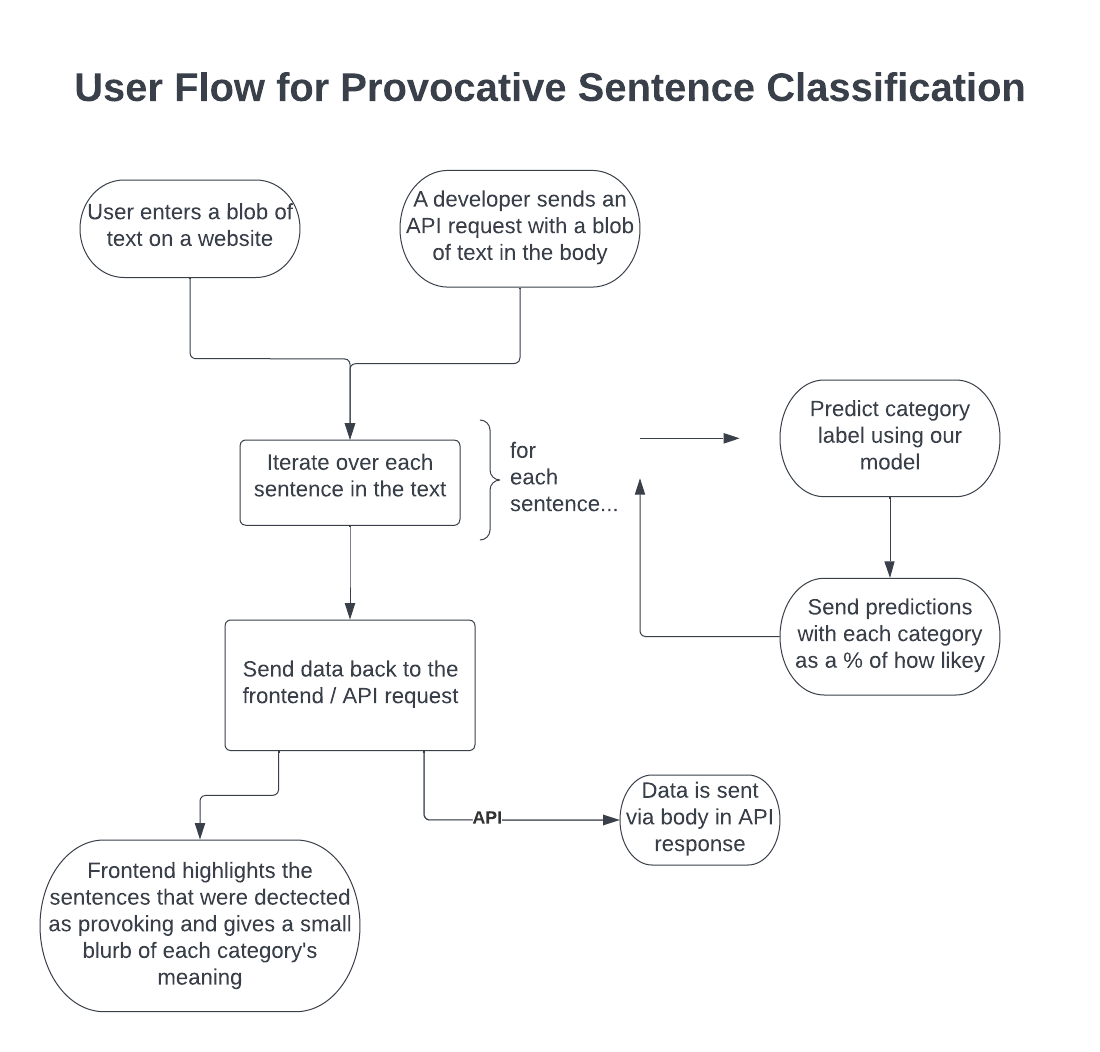 User Flow for Provocative Sentence Classification
User enters a blob of
text on a website
A developer sends an
API request with a blob
of text in the body
Iterate over each
sentence in the text
for
each
sentence...
Predict category
label using our
model
Send predictions
with each category
as a % of how likey
Send data back to the
frontend / API request
API
Data is sent
via body in API
response
Frontend highlights the
sentences that were dectected
as provoking and gives a small
blurb of each category's
meaning